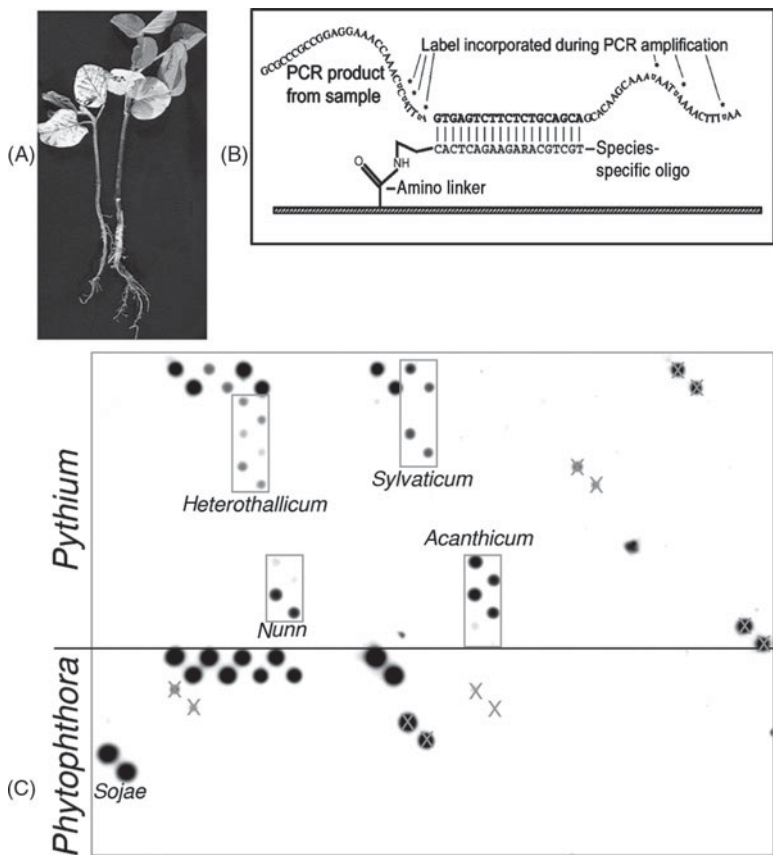 (A)
(B)
GCGCCCGCCGGAGGAAACCAAAC
PCR product
from sample
Label incorporated during PCR amplification
GTGAGTCTTCTCTGCAGCAGCACAAGCAAA
CACTCAGAAGARACGTCGT
Species-
specific oligo
NH
O
Amino linker
Pythium
Heterothallicum
Sylvaticum
Acanthicum
Nunn
Phytophthora
(C)
Sojae